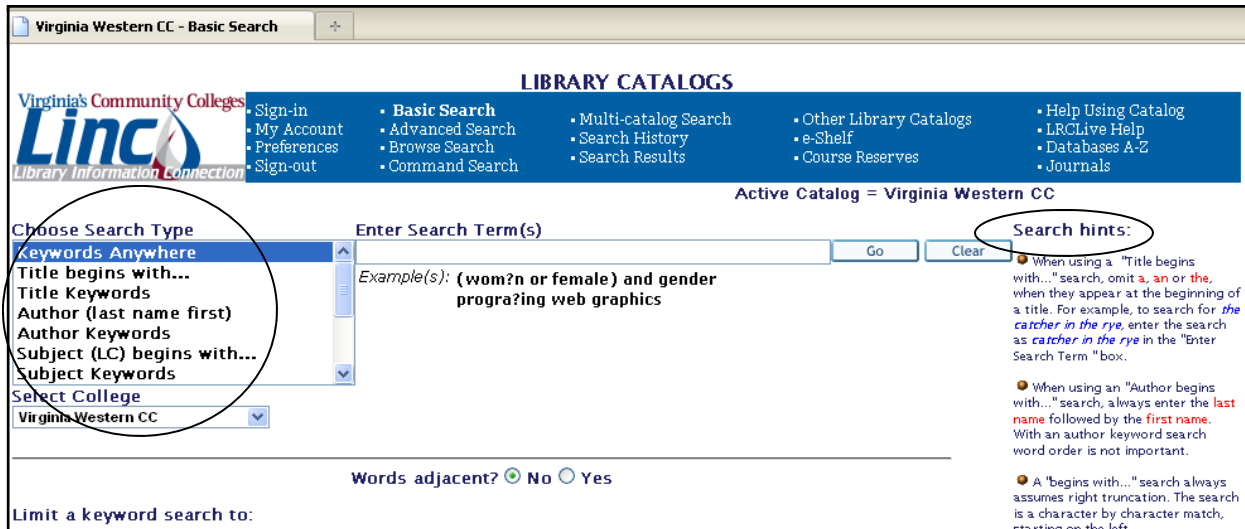 Virginia Western CC - Basic Search
LIBRARY CATALOGS
Virginia's Community Colleges
Linc
Library Information Connection
Sign-in
My Account
Preferences
Sign-out
Basic Search
Advanced Search
Browse Search
Command Search
Multi-catalog Search
Search History
Search Results
Other Library Catalogs
e-Shelf
Course Reserves
Help Using Catalog
LRCLive Help
Databases A-Z
Journals
Active Catalog = Virginia Western CC
Choose Search Type
Keywords Anywhere
Title begins with...
Title Keywords
Author (last name first)
Author Keywords
Subject (LC) begins with...
Subject Keywords
Select College
Virginia Western CC
Enter Search Term(s)
Go
Clear
Example(s): (wom?n or female) and gender
progra?ing web graphics
Words adjacent? No Yes
Limit a keyword search to:
Search hints:
When using a "Title begins
with..." search, omit a, an or the,
when they appear at the beginning of
a title. For example, to search for the
catcher in the rye, enter the search
as catcher in the rye in the "Enter
Search Term " box.
When using an "Author begins
with..." search, always enter the last
name followed by the first name.
With an author keyword search
word order is not important.
A "begins with..." search always
assumes right truncation. The search
is a character by character match,
starting on the left